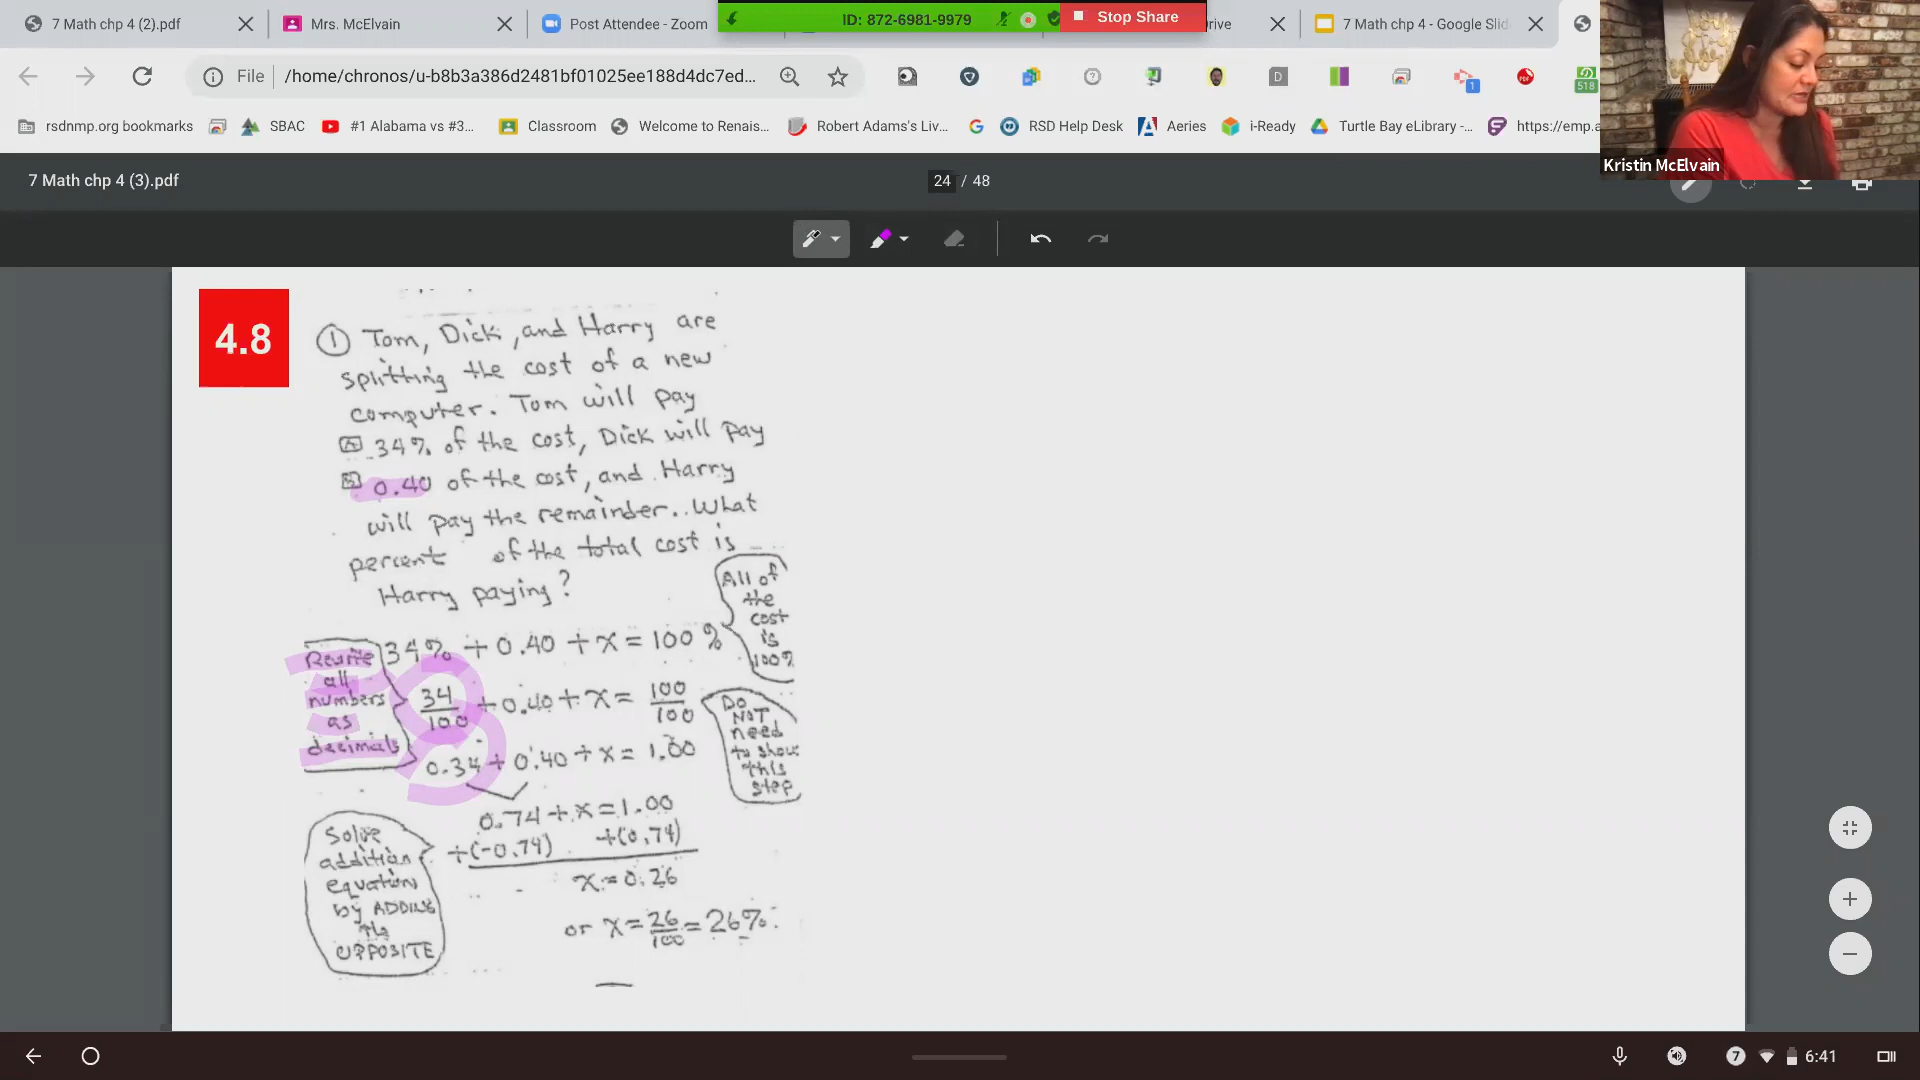 7 Math chp 4 (2).pdf
Mrs. McElvain
Post Attendee - Zoom
ID: 872-6981-9979
Stop Share
rive
7 Math chp 4 - Google Slid
File
/home/chronos/u-b8b3a386d2481bf01025ee188d4dc7ed...
D
1
PDF
518
rsdnmp.org bookmarks
SBAC
#1 Alabama vs #3...
Classroom
Welcome to Renais...
Robert Adams's Liv...
RSD Help Desk
Aeries
i-Ready
Turtle Bay eLibrary -...
https://emp.a
Kristin McElvain
7 Math chp 4 (3).pdf
24 / 48
4.8
① Tom, Dick, and Harry are
splitting the cost of a new
computer. Tom will pay
34% of the cost, Dick will pay
0.40 of the cost, and Harry
will pay the remainder. What
percent of the total cost is
Harry paying?
All of
the
cost
is
100%
34% + 0.40 + x = 100%
Rewrite
all
numbers
as
decimals
34/100 + 0.40 + x = 100/100
Do
NOT
need
to show
this
step
0.34 + 0.40 + x = 1.00
0.74 + x = 1.00
+(-0.74) +(0.74)
x = 0.26
or x = 26/100 = 26%
Solve
addition
equation
by ADDING
the
OPPOSITE
7
6:41